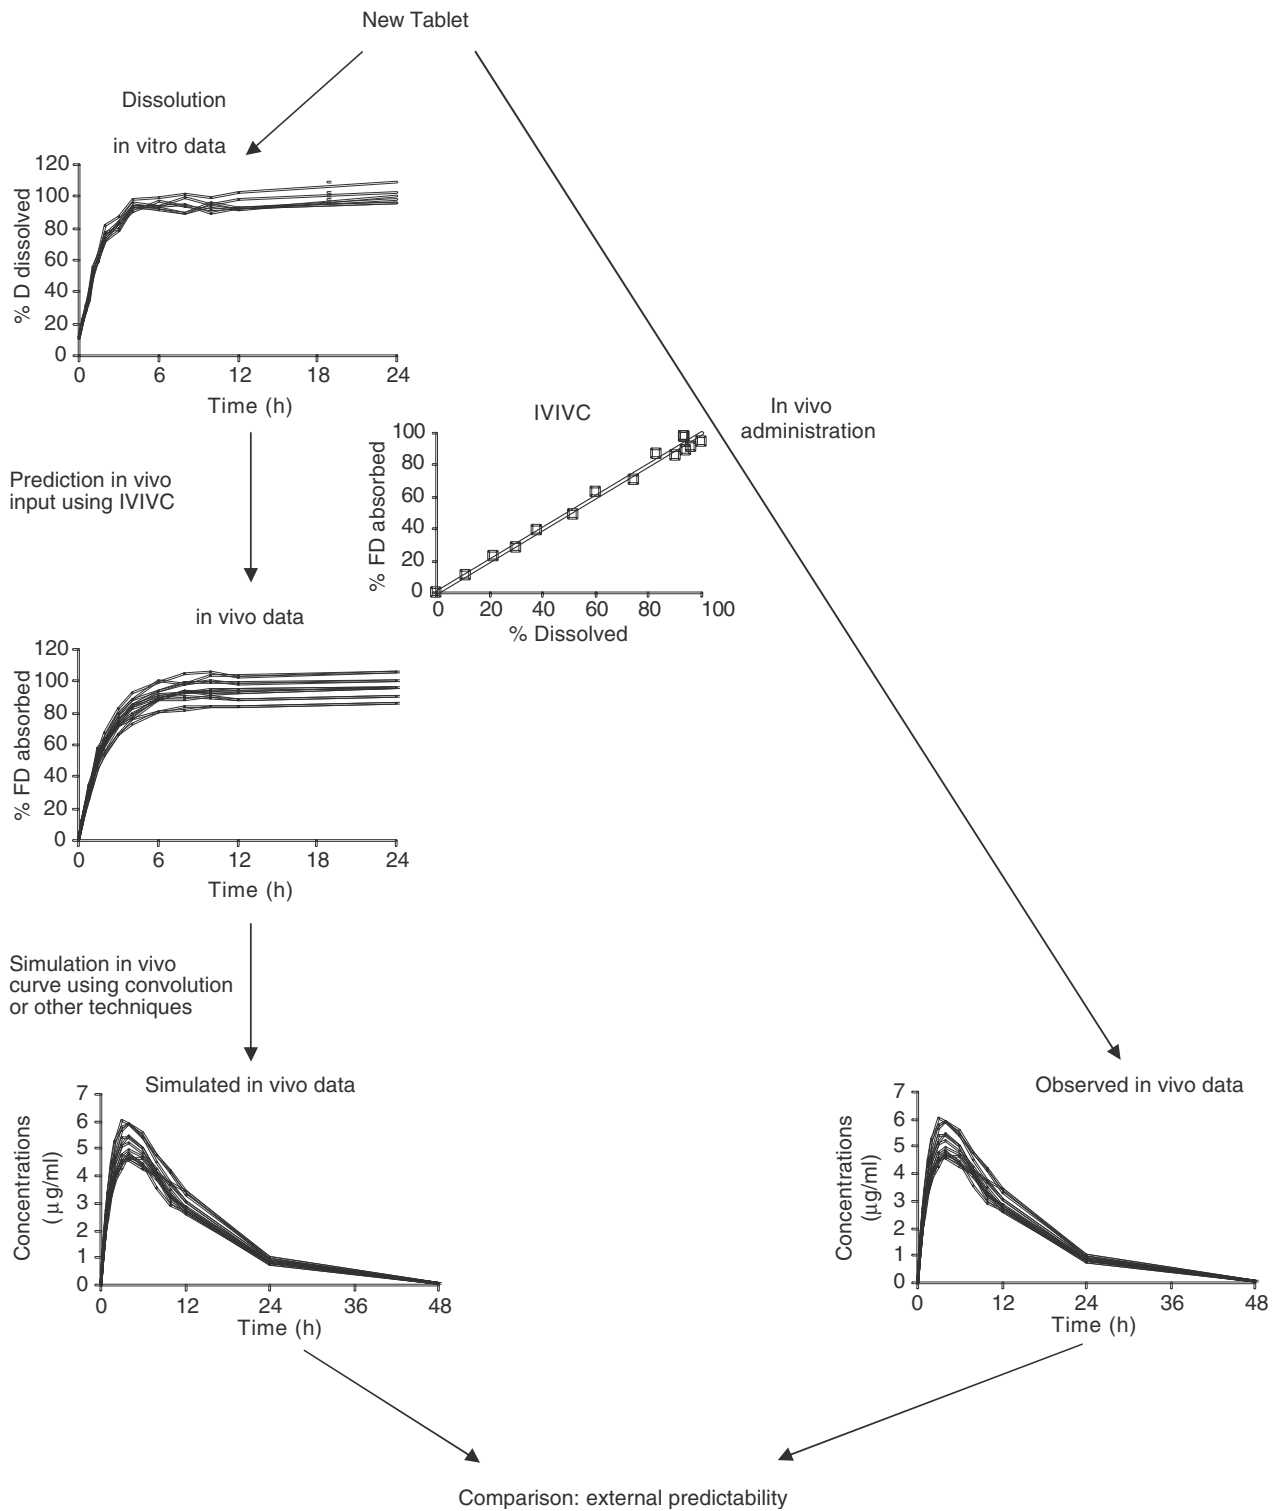 New Tablet
Dissolution
in vitro data
120
100
80
60
40
20
0
% D dissolved
0 6 12 18 24
Time (h)
Prediction in vivo
input using IVIVC
IVIVC
100
80
60
40
20
0
% FD absorbed
0 20 40 60 80 100
% Dissolved
In vivo
administration
in vivo data
120
100
80
60
40
20
0
% FD absorbed
0 6 12 18 24
Time (h)
Simulation in vivo
curve using convolution
or other techniques
Simulated in vivo data
7
6
5
4
3
2
1
0
Concentrations
(μg/ml)
0 12 24 36 48
Time (h)
Observed in vivo data
7
6
5
4
3
2
1
0
Concentrations
(μg/ml)
0 12 24 36 48
Time (h)
Comparison: external predictability